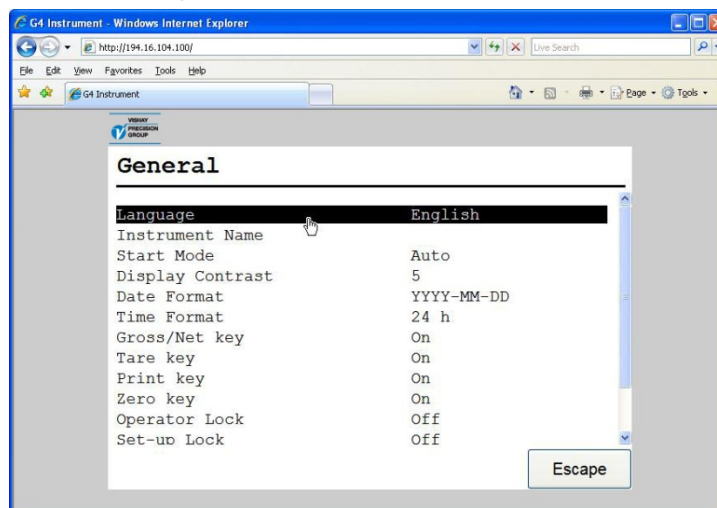 G4 Instrument - Windows Internet Explorer
http://194.16.104.100/
Live Search
File Edit View Favorites Tools Help
G4 Instrument
Page Tools
VISHAY
PRECISION
GROUP
General
Language English
Instrument Name
Start Mode Auto
Display Contrast 5
Date Format YYYY-MM-DD
Time Format 24 h
Gross/Net key On
Tare key On
Print key On
Zero key On
Operator Lock Off
Set-up Lock Off
Escape